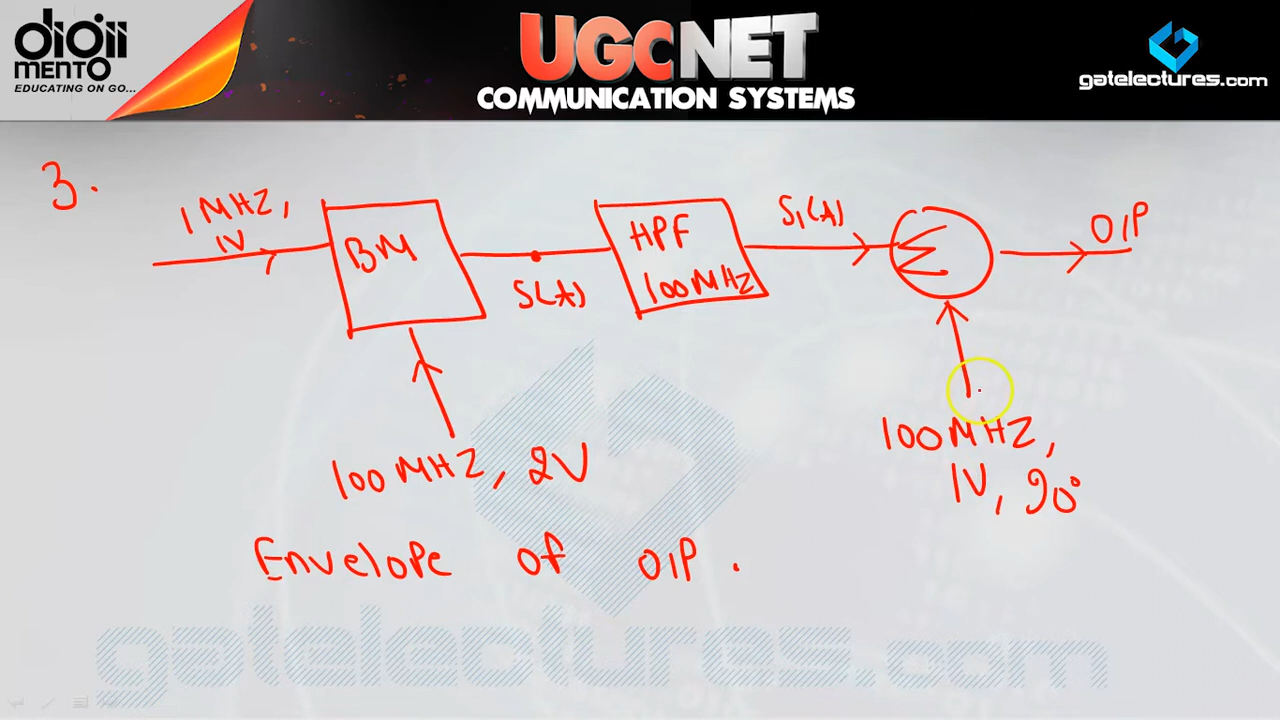 digii
mento
EDUCATING ON GO...
UGCNET
COMMUNICATION SYSTEMS
gatelectures.com
3.
1MHZ,
1V
BM
S(A)
HPF
100MHZ
S1(A)
Σ
O/P
100MHZ, 2V
100MHZ,
1V, 90°
Envelope of O/P.
gatelectures.com